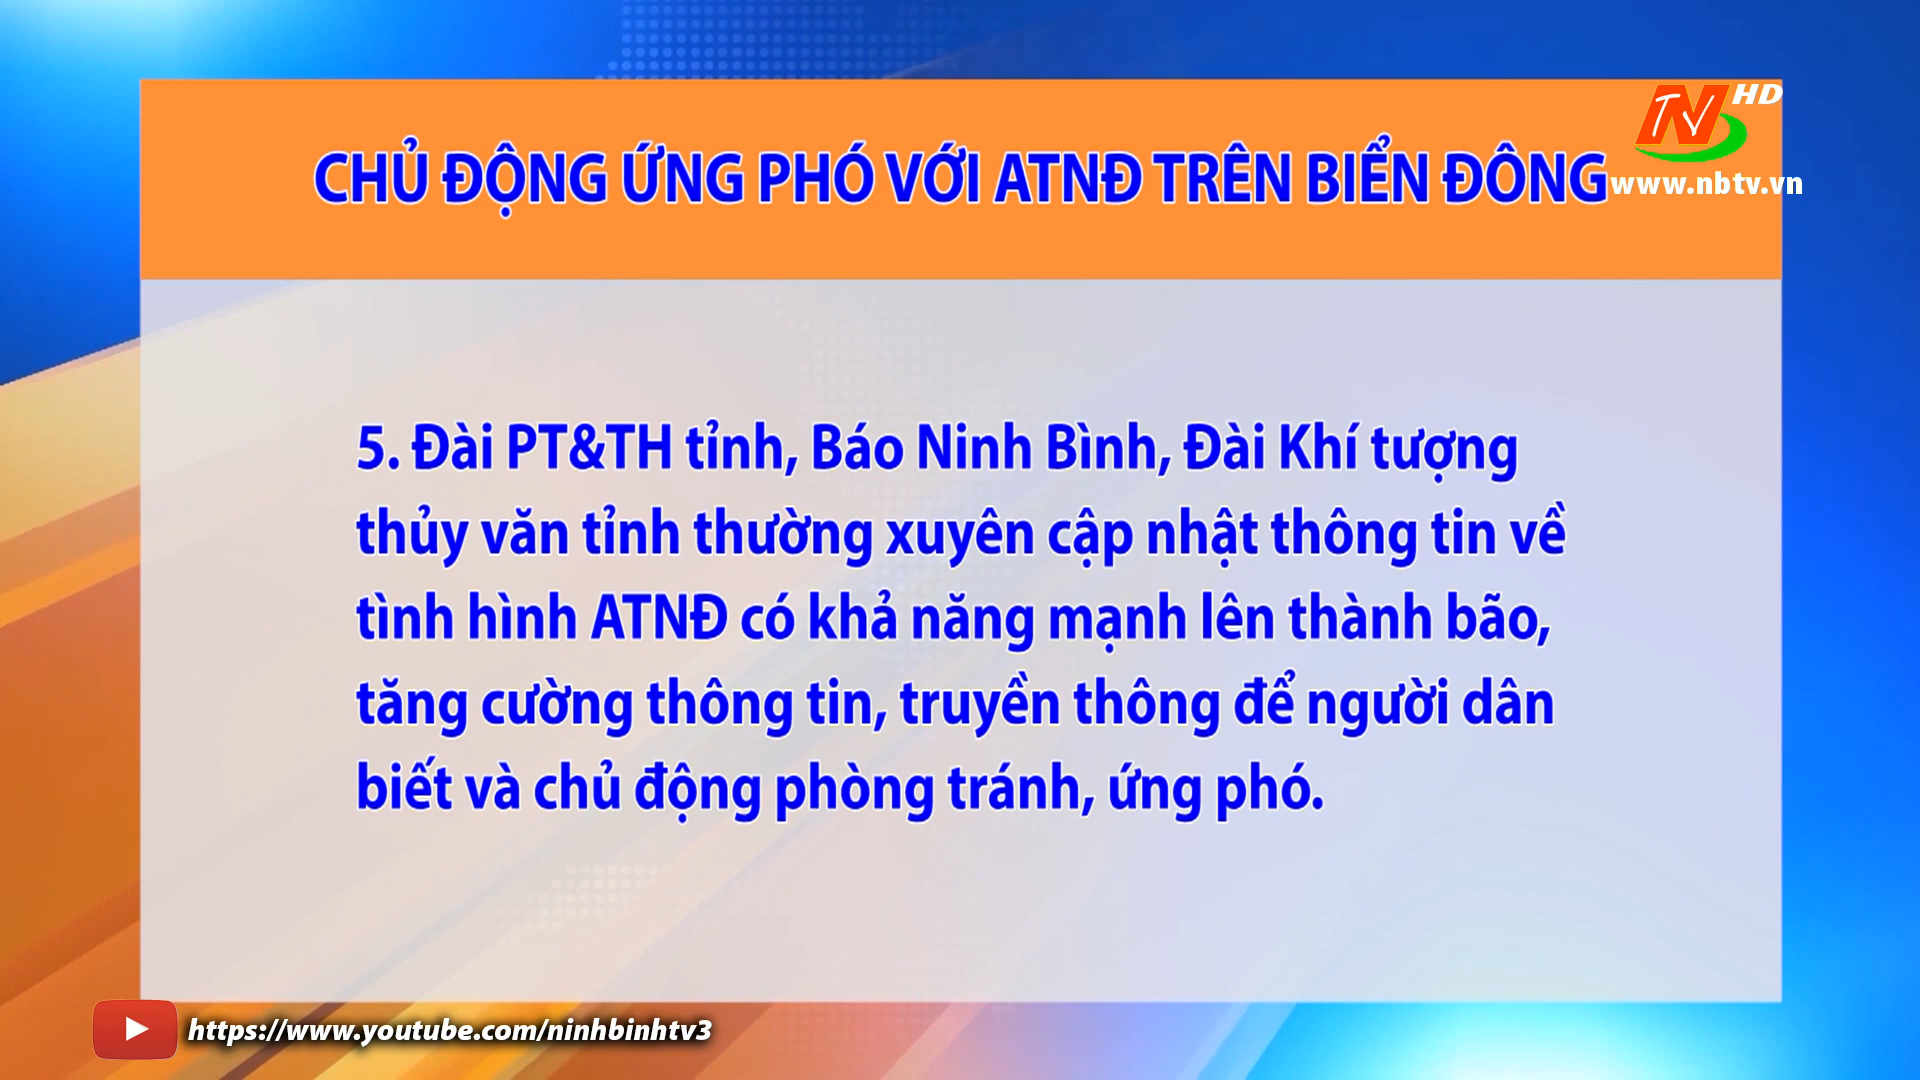 TV
HD
www.nbtv.vn
CHỦ ĐỘNG ỨNG PHÓ VỚI ATNĐ TRÊN BIỂN ĐÔNG
5. Đài PT&TH tỉnh, Báo Ninh Bình, Đài Khí tượng
thủy văn tỉnh thường xuyên cập nhật thông tin về
tình hình ATNĐ có khả năng mạnh lên thành bão,
tăng cường thông tin, truyền thông để người dân
biết và chủ động phòng tránh, ứng phó.
https://www.youtube.com/ninhbinhtv3